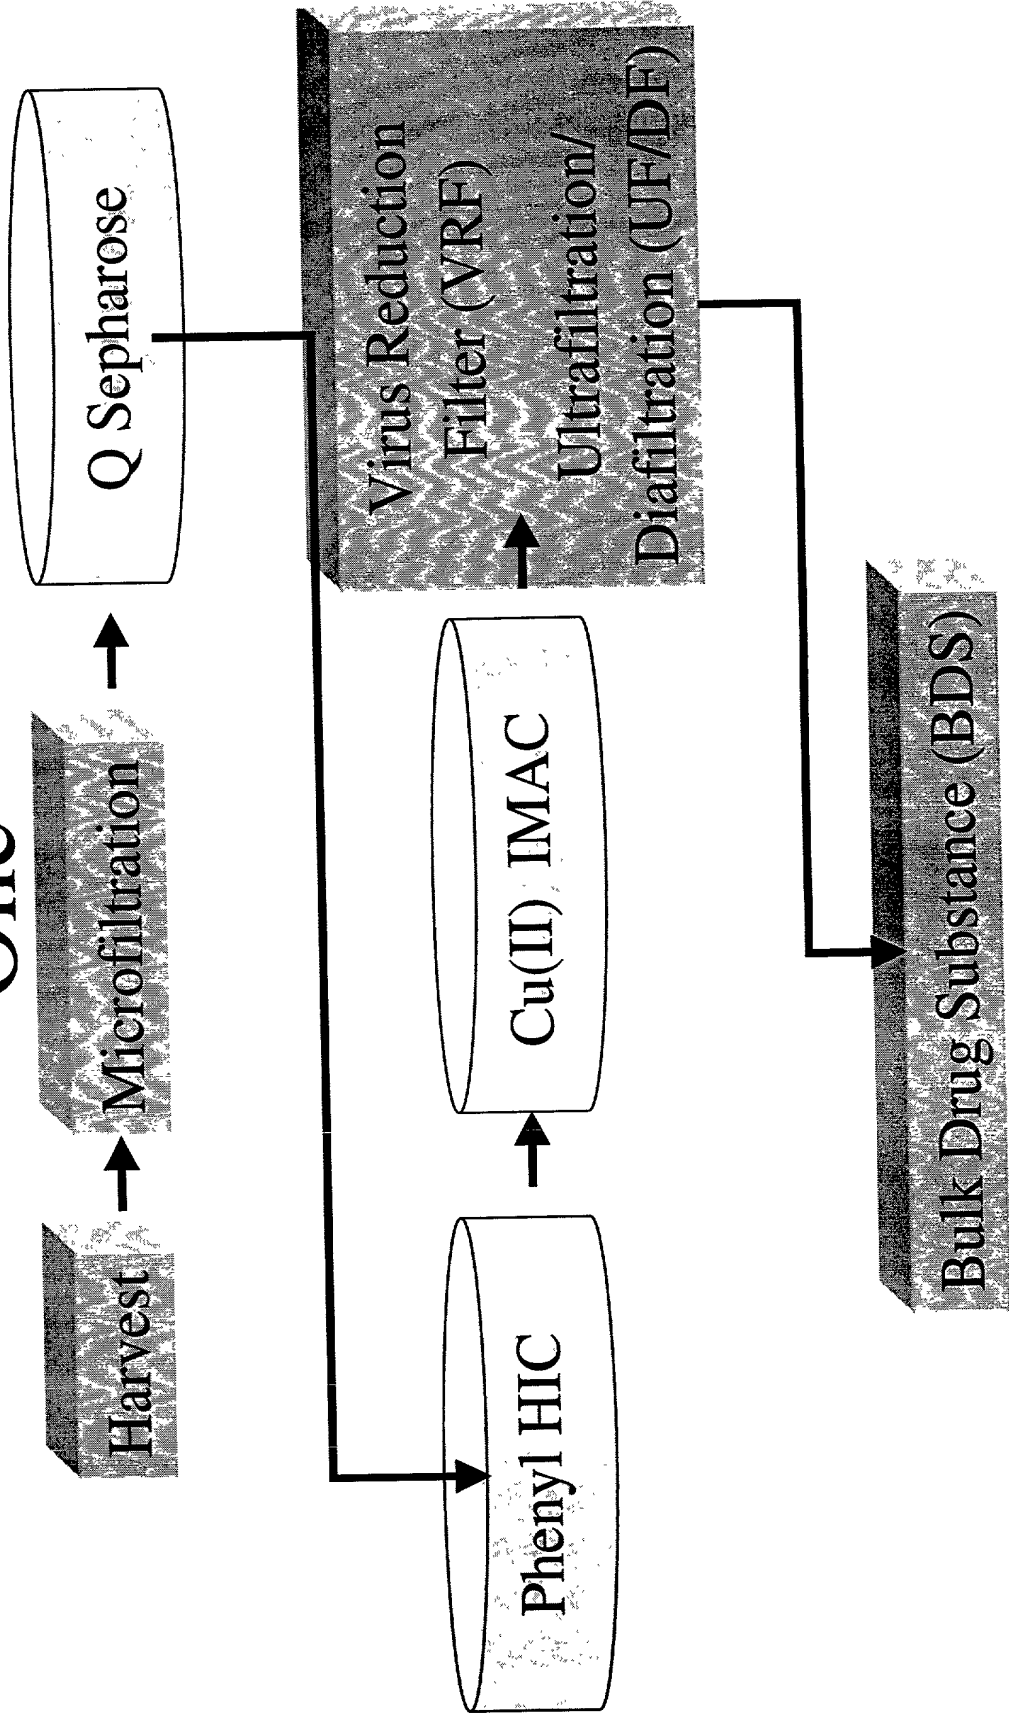 Harvest
Microfiltration
Q Sepharose
Phenyl HIC
Cu(II) IMAC
Virus Reduction
Filter (VRF)
Ultrafiltration/
Diafiltration (UF/DF)
Bulk Drug Substance (BDS)